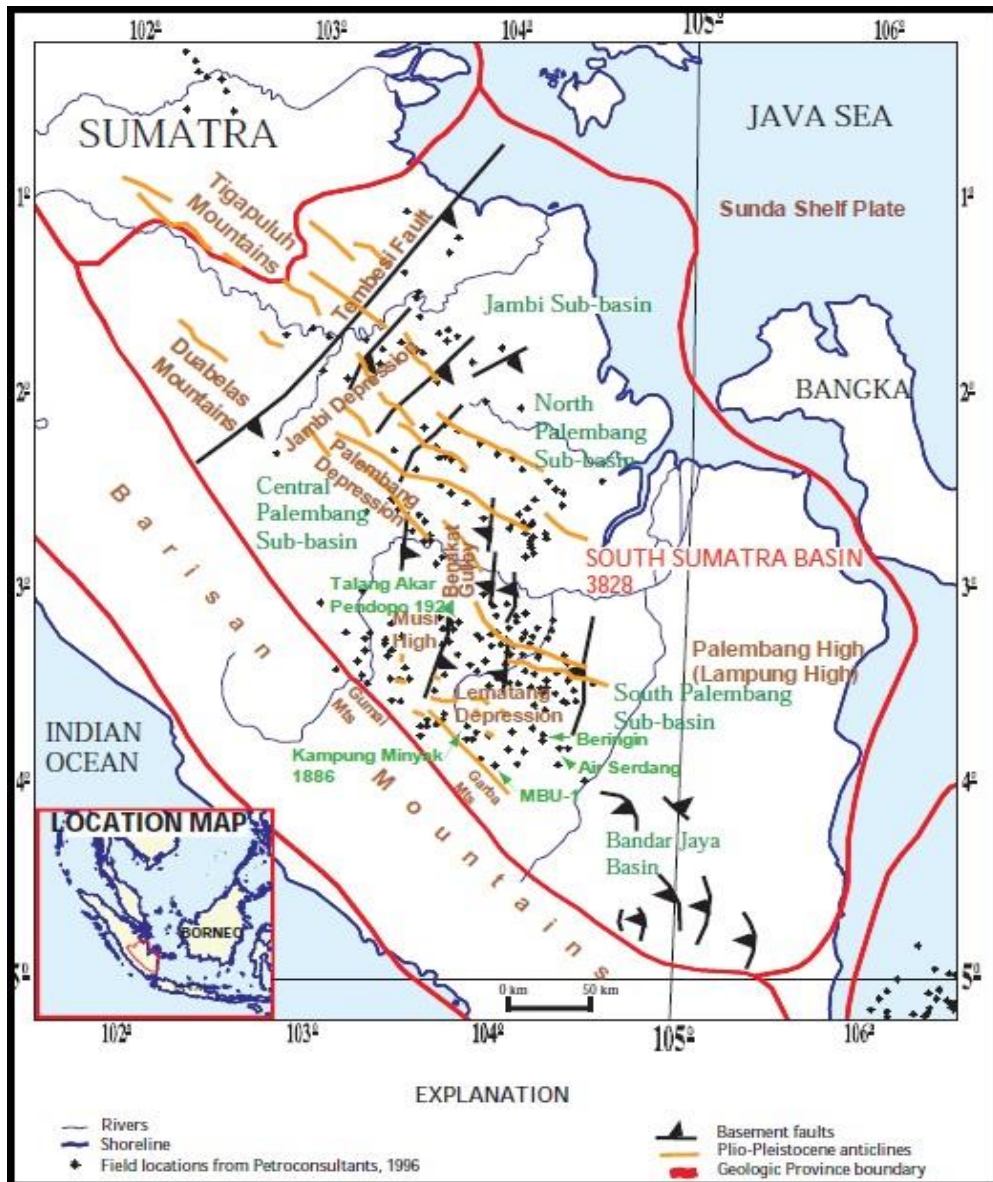 102º 103º 104º 105º 106º
SUMATRA
JAVA SEA
1º
1º
Tigapuluh
Mountains
Sunda Shelf Plate
Tembesi Fault
Jambi Sub-basin
Duabelas
Mountains
BANGKA
2º
2º
Jambi Depression
North
Palembang
Sub-basin
Palembang
Depression
Central
Palembang
Sub-basin
Barisan Mountains
Benakat
Gulley
SOUTH SUMATRA BASIN
3828
3º
3º
Talang Akar
Pendopo 1921
Musi
High
Palembang High
(Lampung High)
Lematang
Depression
South Palembang
Sub-basin
Gumai
Mts
INDIAN
OCEAN
Beringin
Kampung Minyak
1886
Air Serdang
Garba
Mts
MBU-1
4º
4º
LOCATION MAP
BORNEO
Bandar Jaya
Basin
5º
5º
0 km 50 km
102º 103º 104º 105º 106º
EXPLANATION
Rivers
Shoreline
Field locations from Petroconsultants, 1996
Basement faults
Plio-Pleistocene anticlines
Geologic Province boundary